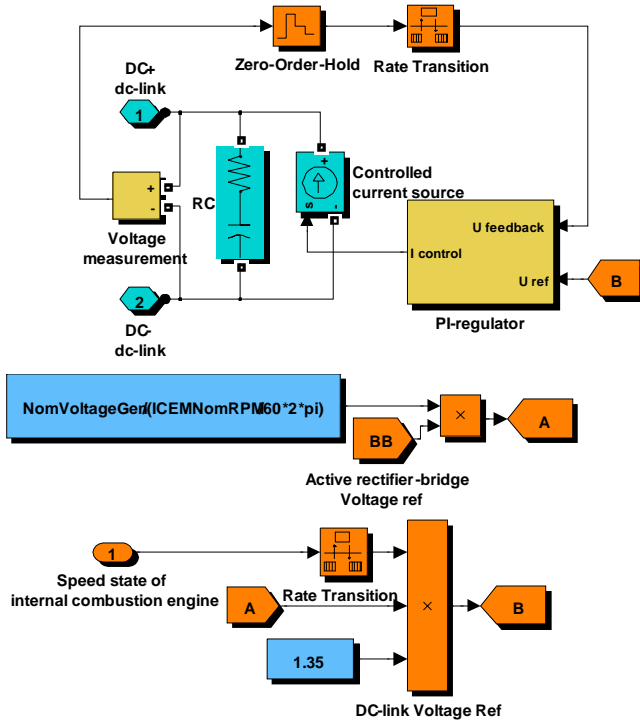 Zero-Order-Hold
Rate Transition
DC+
dc-link
1
+
-
Voltage
measurement
RC
+
s
-
Controlled
current source
U feedback
I control
U ref
PI-regulator
B
2
DC-
dc-link
NomVoltageGen/(ICEMNomRPM/60*2*pi)
BB
×
A
Active rectifier-bridge
Voltage ref
1
Speed state of
internal combustion engine
Rate Transition
A
×
B
1.35
DC-link Voltage Ref